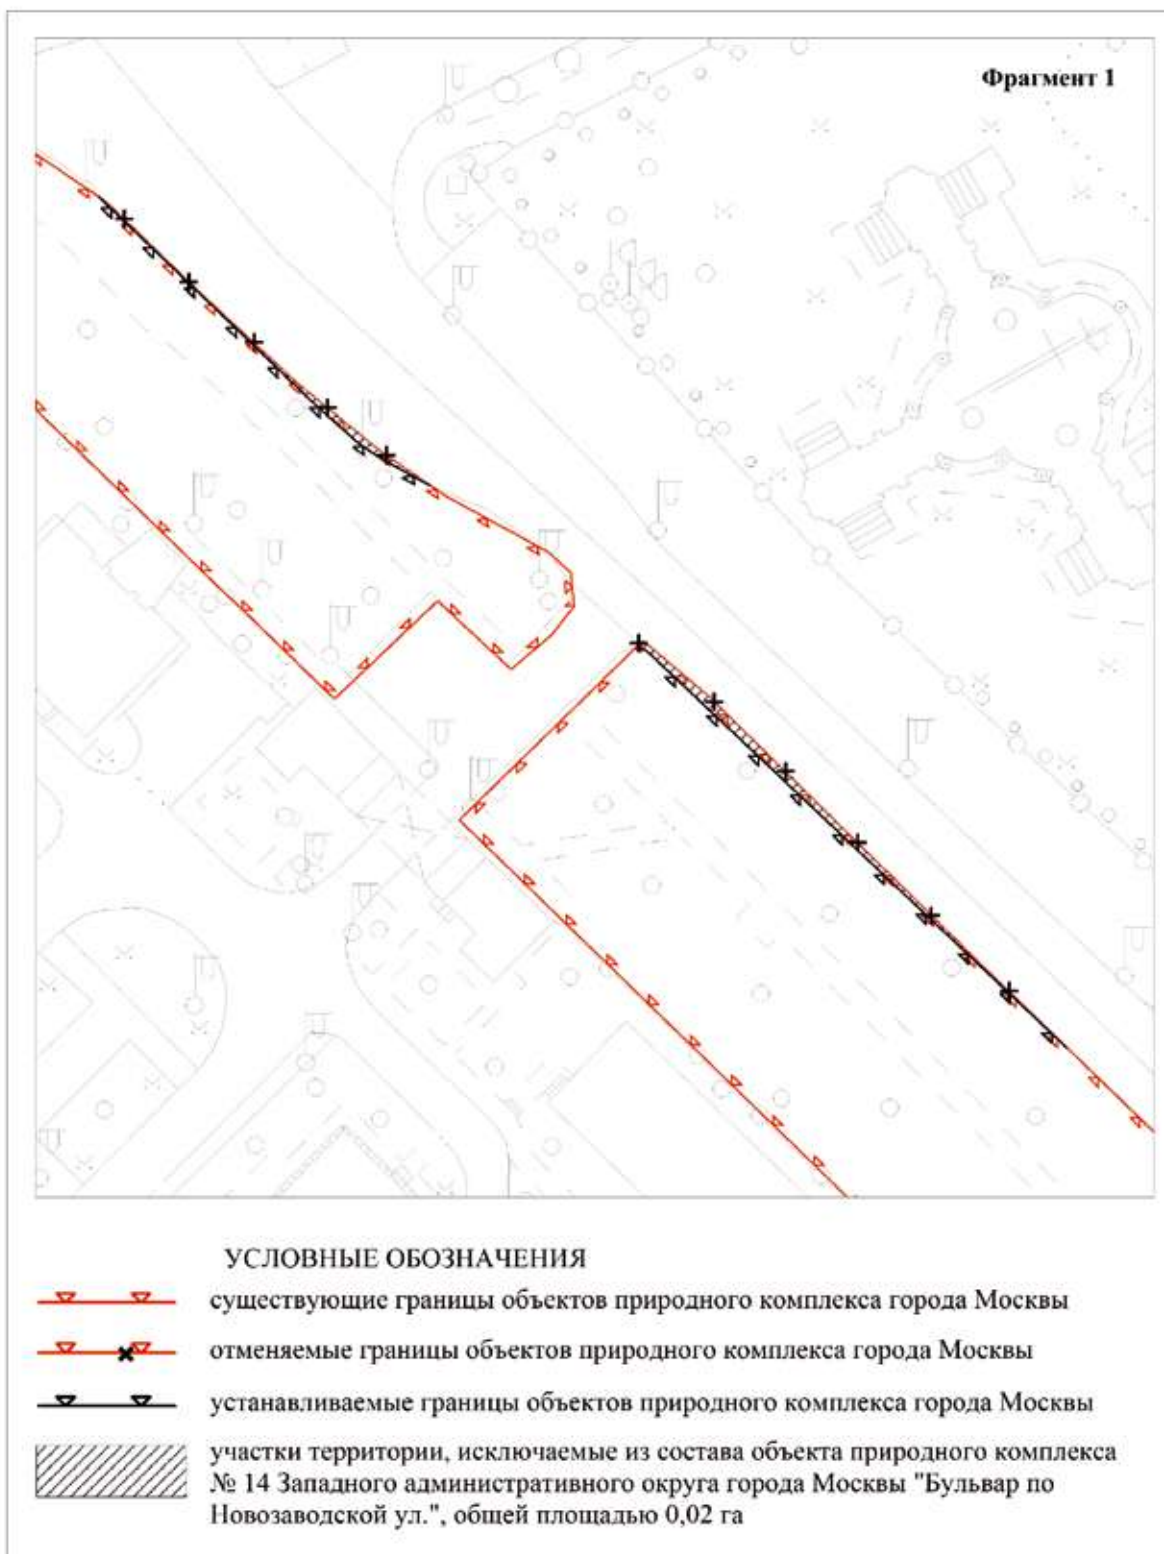 Фрагмент 1
УСЛОВНЫЕ ОБОЗНАЧЕНИЯ
существующие границы объектов природного комплекса города Москвы
отменяемые границы объектов природного комплекса города Москвы
устанавливаемые границы объектов природного комплекса города Москвы
участки территории, исключаемые из состава объекта природного комплекса
№ 14 Западного административного округа города Москвы "Бульвар по
Новозаводской ул.", общей площадью 0,02 га